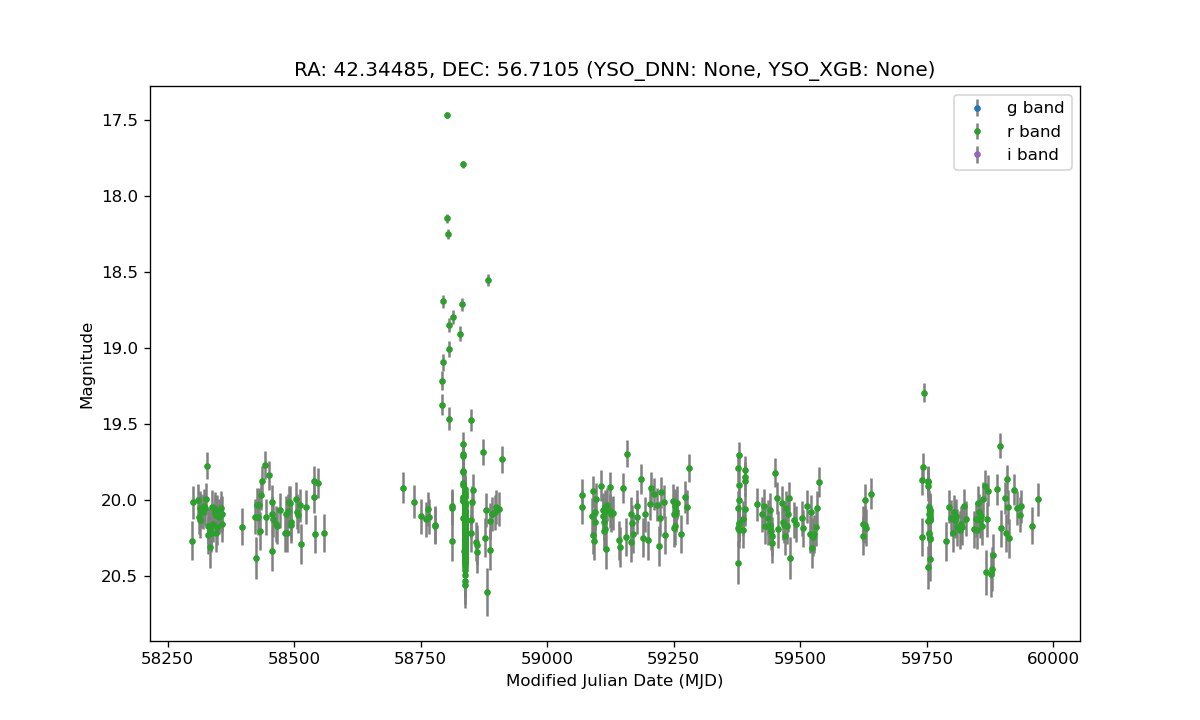 RA: 42.34485, DEC: 56.7105 (YSO_DNN: None, YSO_XGB: None)
g band
r band
i band
17.5
18.0
18.5
19.0
19.5
20.0
20.5
Magnitude
58250 58500 58750 59000 59250 59500 59750 60000
Modified Julian Date (MJD)